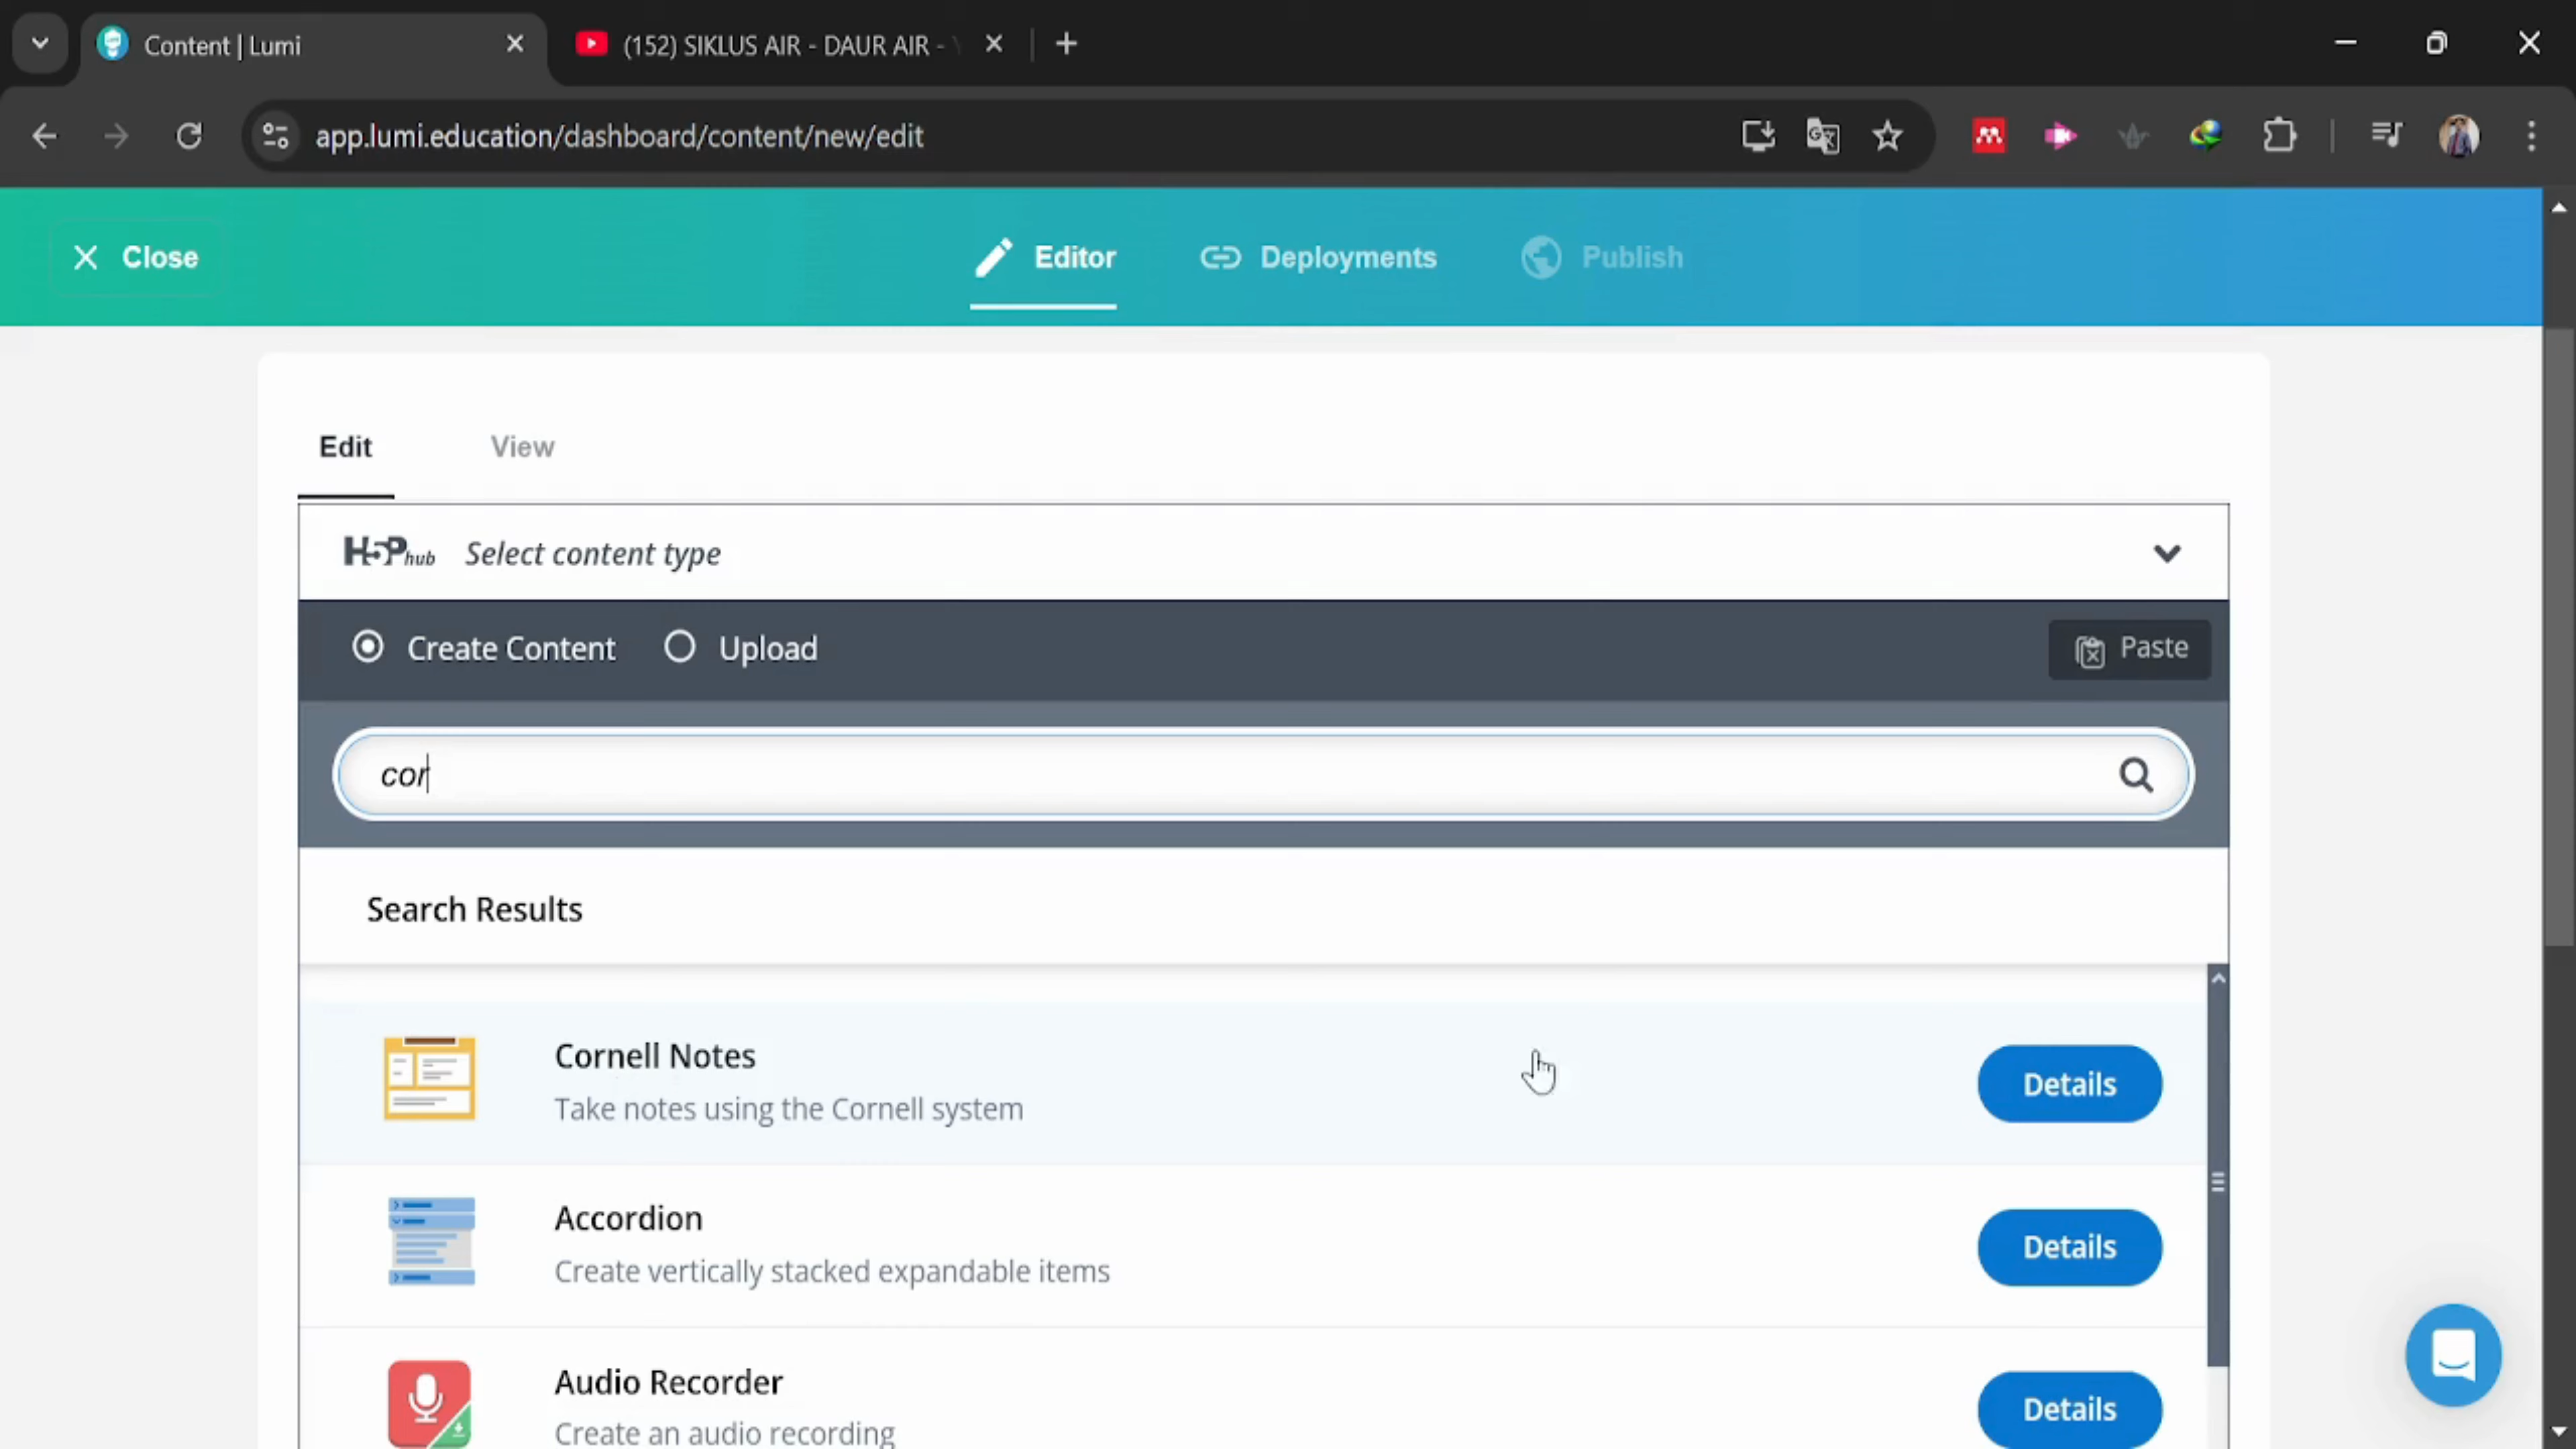 Content | Lumi
(152) SIKLUS AIR - DAUR AIR -
app.lumi.education/dashboard/content/new/edit
Close
Editor
Deployments
Publish
Edit
View
H5P hub
Select content type
Create Content
Upload
Paste
cor
Search Results
Cornell Notes
Take notes using the Cornell system
Details
Accordion
Create vertically stacked expandable items
Details
Audio Recorder
Create an audio recording
Details